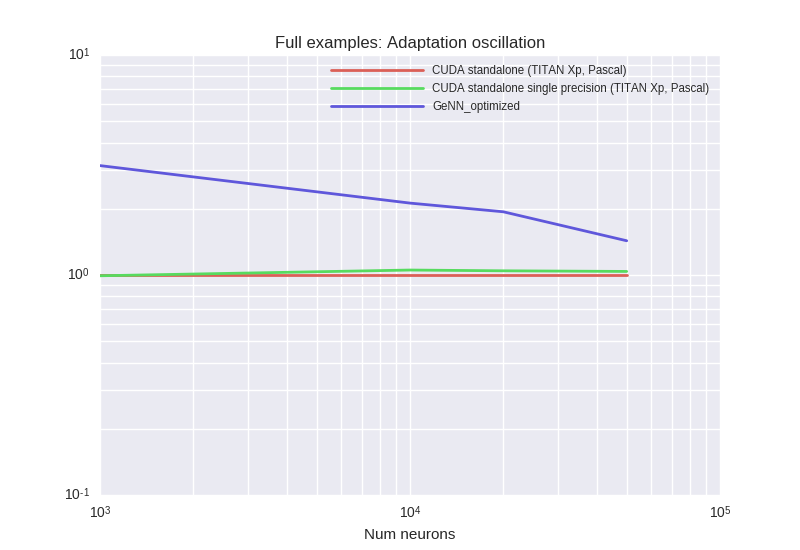 Full examples: Adaptation oscillation
10¹
CUDA standalone (TITAN Xp, Pascal)
CUDA standalone single precision (TITAN Xp, Pascal)
GeNN_optimized
10⁰
10⁻¹
10³ 10⁴ 10⁵
Num neurons